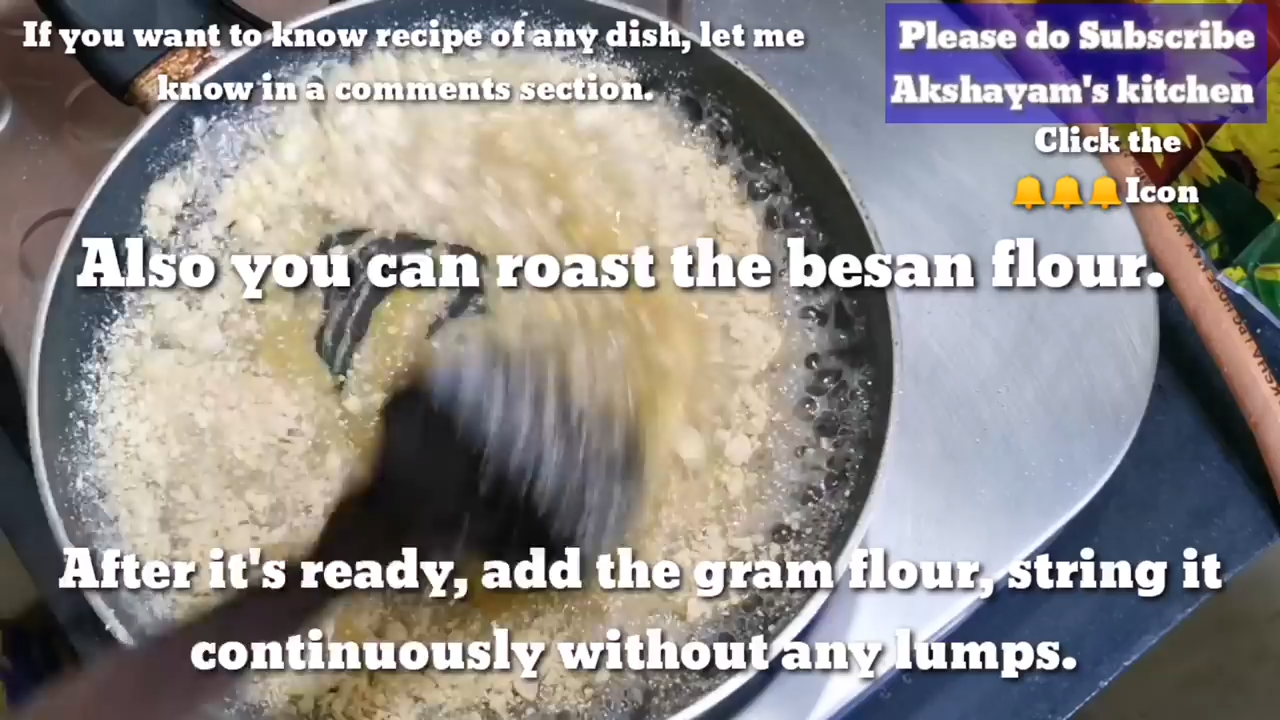 If you want to know recipe of any dish, let me
know in a comments section.
Please do Subscribe
Akshayam's kitchen
Click the
🔔🔔🔔Icon
Also you can roast the besan flour.
After it's ready, add the gram flour, string it
continuously without any lumps.